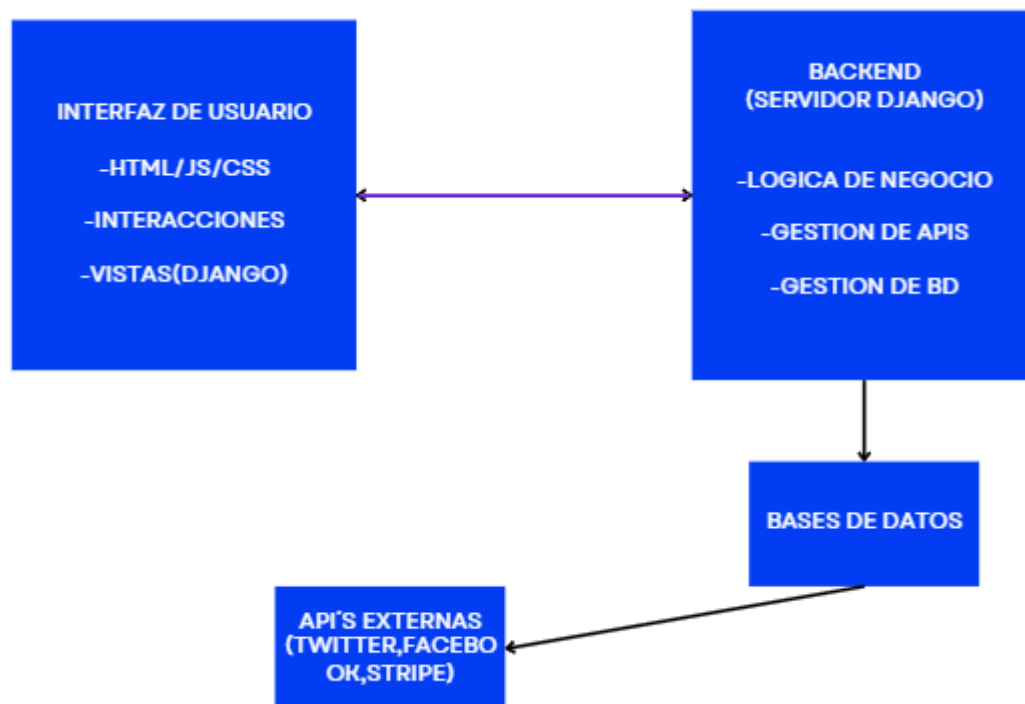 INTERFAZ DE USUARIO
-HTML/JS/CSS
-INTERACCIONES
-VISTAS(DJANGO)
BACKEND
(SERVIDOR DJANGO)
-LOGICA DE NEGOCIO
-GESTION DE APIS
-GESTION DE BD
BASES DE DATOS
API´S EXTERNAS
(TWITTER,FACEBO
OK,STRIPE)